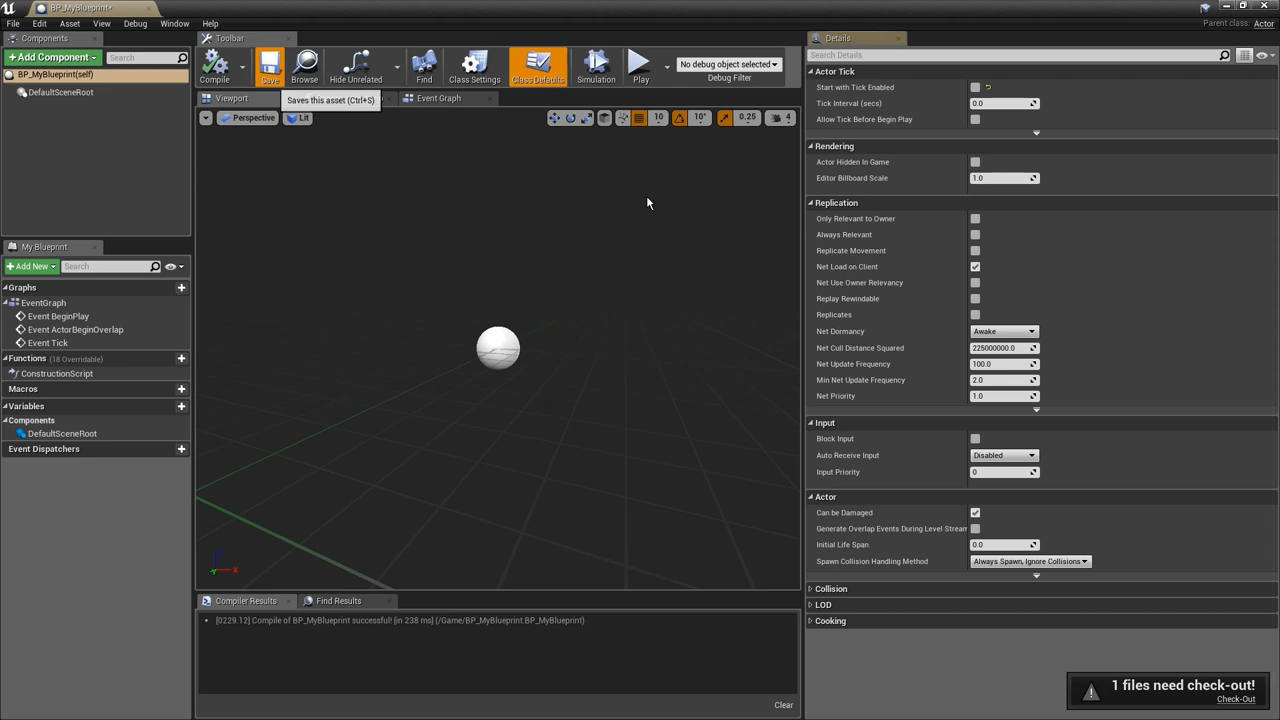 BP_MyBlueprint*
File Edit Asset View Debug Window Help
Parent class: Actor
Components
+Add Component
Search
BP_MyBlueprint(self)
DefaultSceneRoot
My Blueprint
+Add New
Search
Graphs
EventGraph
Event BeginPlay
Event ActorBeginOverlap
Event Tick
Functions (18 Overridable)
ConstructionScript
Macros
Variables
Components
DefaultSceneRoot
Event Dispatchers
Toolbar
Compile
Save
Browse
Hide Unrelated
Find
Class Settings
Class Defaults
Simulation
Play
No debug object selected
Debug Filter
Viewport
Saves this asset (Ctrl+S)
Event Graph
Perspective
Lit
10
10°
0.25
4
Z
X
Compiler Results
Find Results
[0229.12] Compile of BP_MyBlueprint successful! [in 238 ms] (/Game/BP_MyBlueprint.BP_MyBlueprint)
Clear
Details
Search Details
Actor Tick
Start with Tick Enabled
Tick Interval (secs) 0.0
Allow Tick Before Begin Play
Rendering
Actor Hidden In Game
Editor Billboard Scale 1.0
Replication
Only Relevant to Owner
Always Relevant
Replicate Movement
Net Load on Client
Net Use Owner Relevancy
Replay Rewindable
Replicates
Net Dormancy Awake
Net Cull Distance Squared 225000000.0
Net Update Frequency 100.0
Min Net Update Frequency 2.0
Net Priority 1.0
Input
Block Input
Auto Receive Input Disabled
Input Priority 0
Actor
Can be Damaged
Generate Overlap Events During Level Stream
Initial Life Span 0.0
Spawn Collision Handling Method Always Spawn, Ignore Collisions
Collision
LOD
Cooking
1 files need check-out!
Check-Out